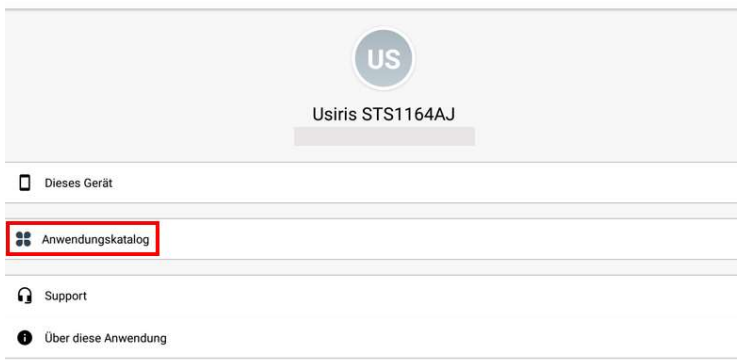 US
Usiris STS1164AJ
Dieses Gerät
Anwendungskatalog
Support
Über diese Anwendung